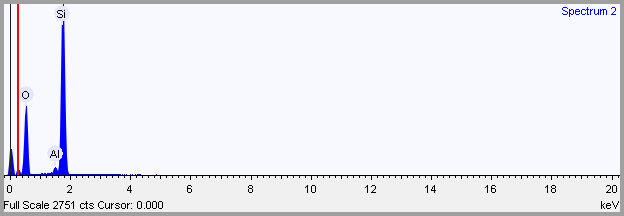 Spectrum 2
Si
O
Al
0 2 4 6 8 10 12 14 16 18 20
Full Scale 2751 cts Cursor: 0.000 keV